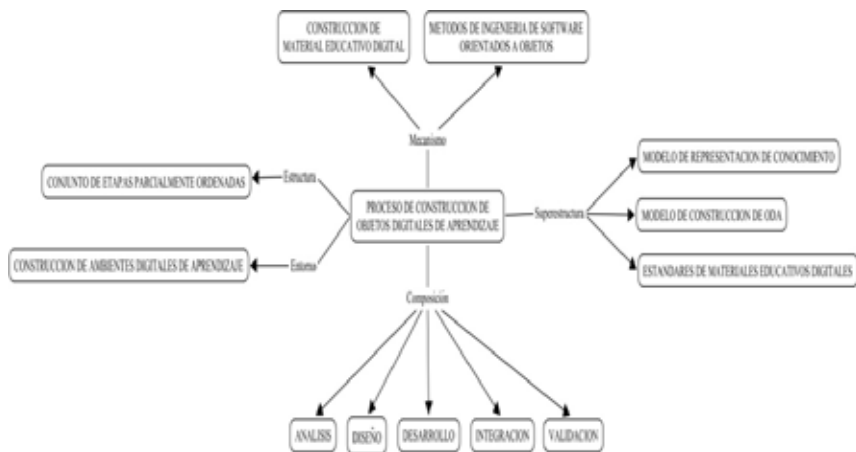 CONSTRUCCION DE
MATERIAL EDUCATIVO DIGITAL
METODOS DE INGENIERIA DE SOFTWARE
ORIENTADOS A OBJETOS
Mecanismo
MODELO DE REPRESENTACION DE CONOCIMIENTO
Estructura
CONJUNTO DE ETAPAS PARCIALMENTE ORDENADAS
PROCESO DE CONSTRUCCION DE
OBJETOS DIGITALES DE APRENDIZAJE
Superestructura
MODELO DE CONSTRUCCION DE ODA
CONSTRUCCION DE AMBIENTES DIGITALES DE APRENDIZAJE
Entorno
ESTANDARES DE MATERIALES EDUCATIVOS DIGITALES
Composición
ANALISIS
DISEÑO
DESARROLLO
INTEGRACION
VALIDACION